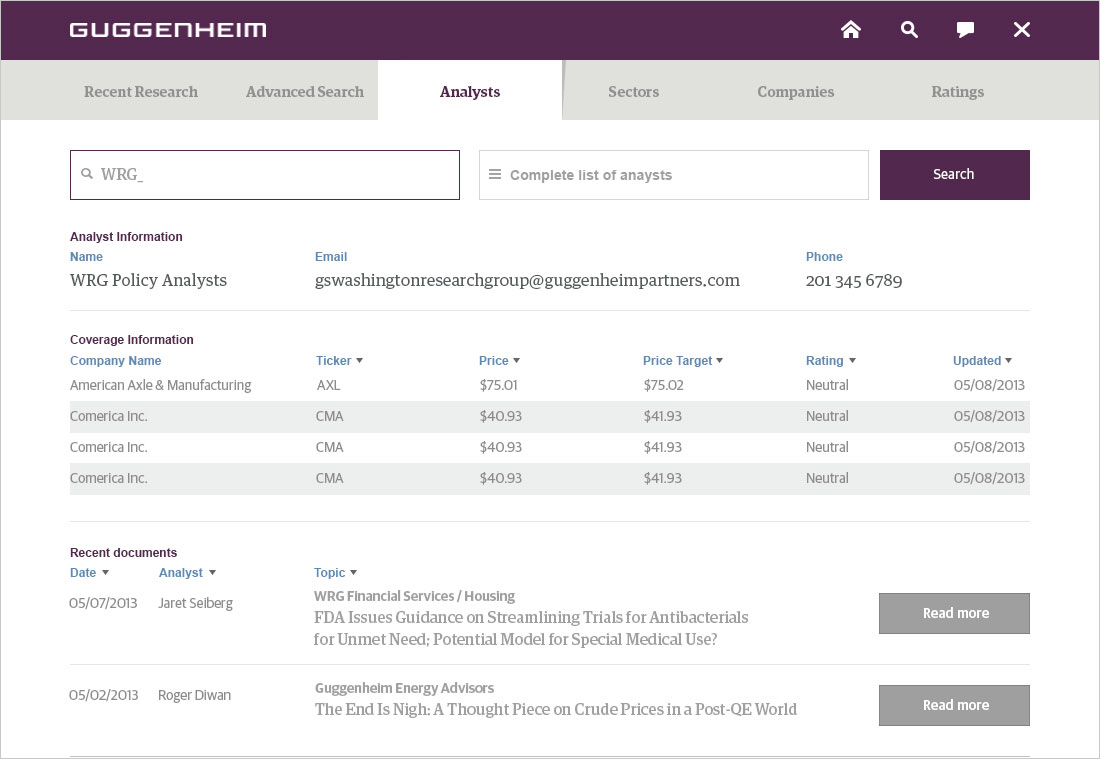 GUGGENHEIM
Recent Research Advanced Search Analysts Sectors Companies Ratings
WRG_ Complete list of anaysts Search
Analyst Information
Name Email Phone
WRG Policy Analysts gswashingtonresearchgroup@guggenheimpartners.com 201 345 6789
Coverage Information
Company Name Ticker Price Price Target Rating Updated
American Axle & Manufacturing AXL $75.01 $75.02 Neutral 05/08/2013
Comerica Inc. CMA $40.93 $41.93 Neutral 05/08/2013
Comerica Inc. CMA $40.93 $41.93 Neutral 05/08/2013
Comerica Inc. CMA $40.93 $41.93 Neutral 05/08/2013
Recent documents
Date Analyst Topic
05/07/2013 Jaret Seiberg WRG Financial Services / Housing
FDA Issues Guidance on Streamlining Trials for Antibacterials
for Unmet Need; Potential Model for Special Medical Use?
Read more
05/02/2013 Roger Diwan Guggenheim Energy Advisors
The End Is Nigh: A Thought Piece on Crude Prices in a Post-QE World
Read more